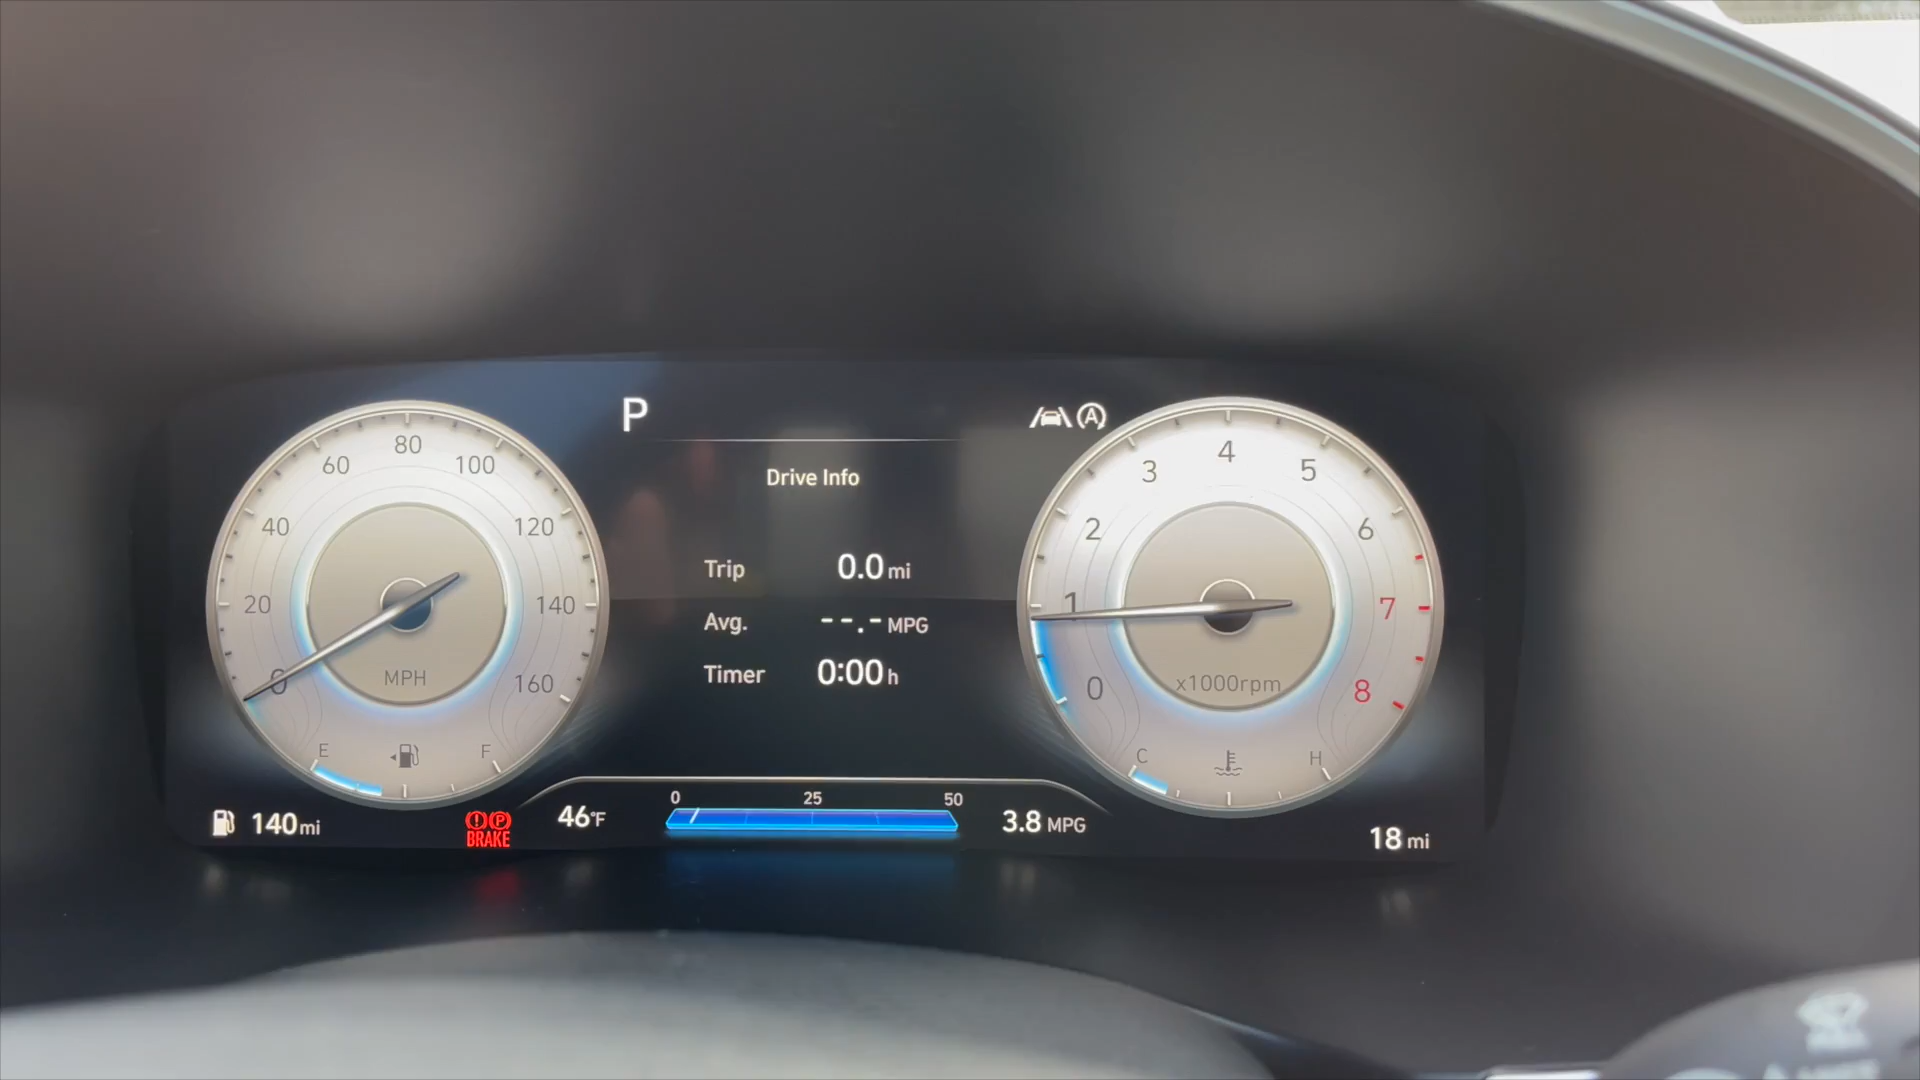 P
A
Drive Info
Trip 0.0 mi
Avg. --.- MPG
Timer 0:00 h
0
20
40
60
80
100
120
140
160
MPH
E
F
0
1
2
3
4
5
6
7
8
x1000rpm
C
H
140 mi
P
BRAKE
46°F
0 25 50
3.8 MPG
18 mi